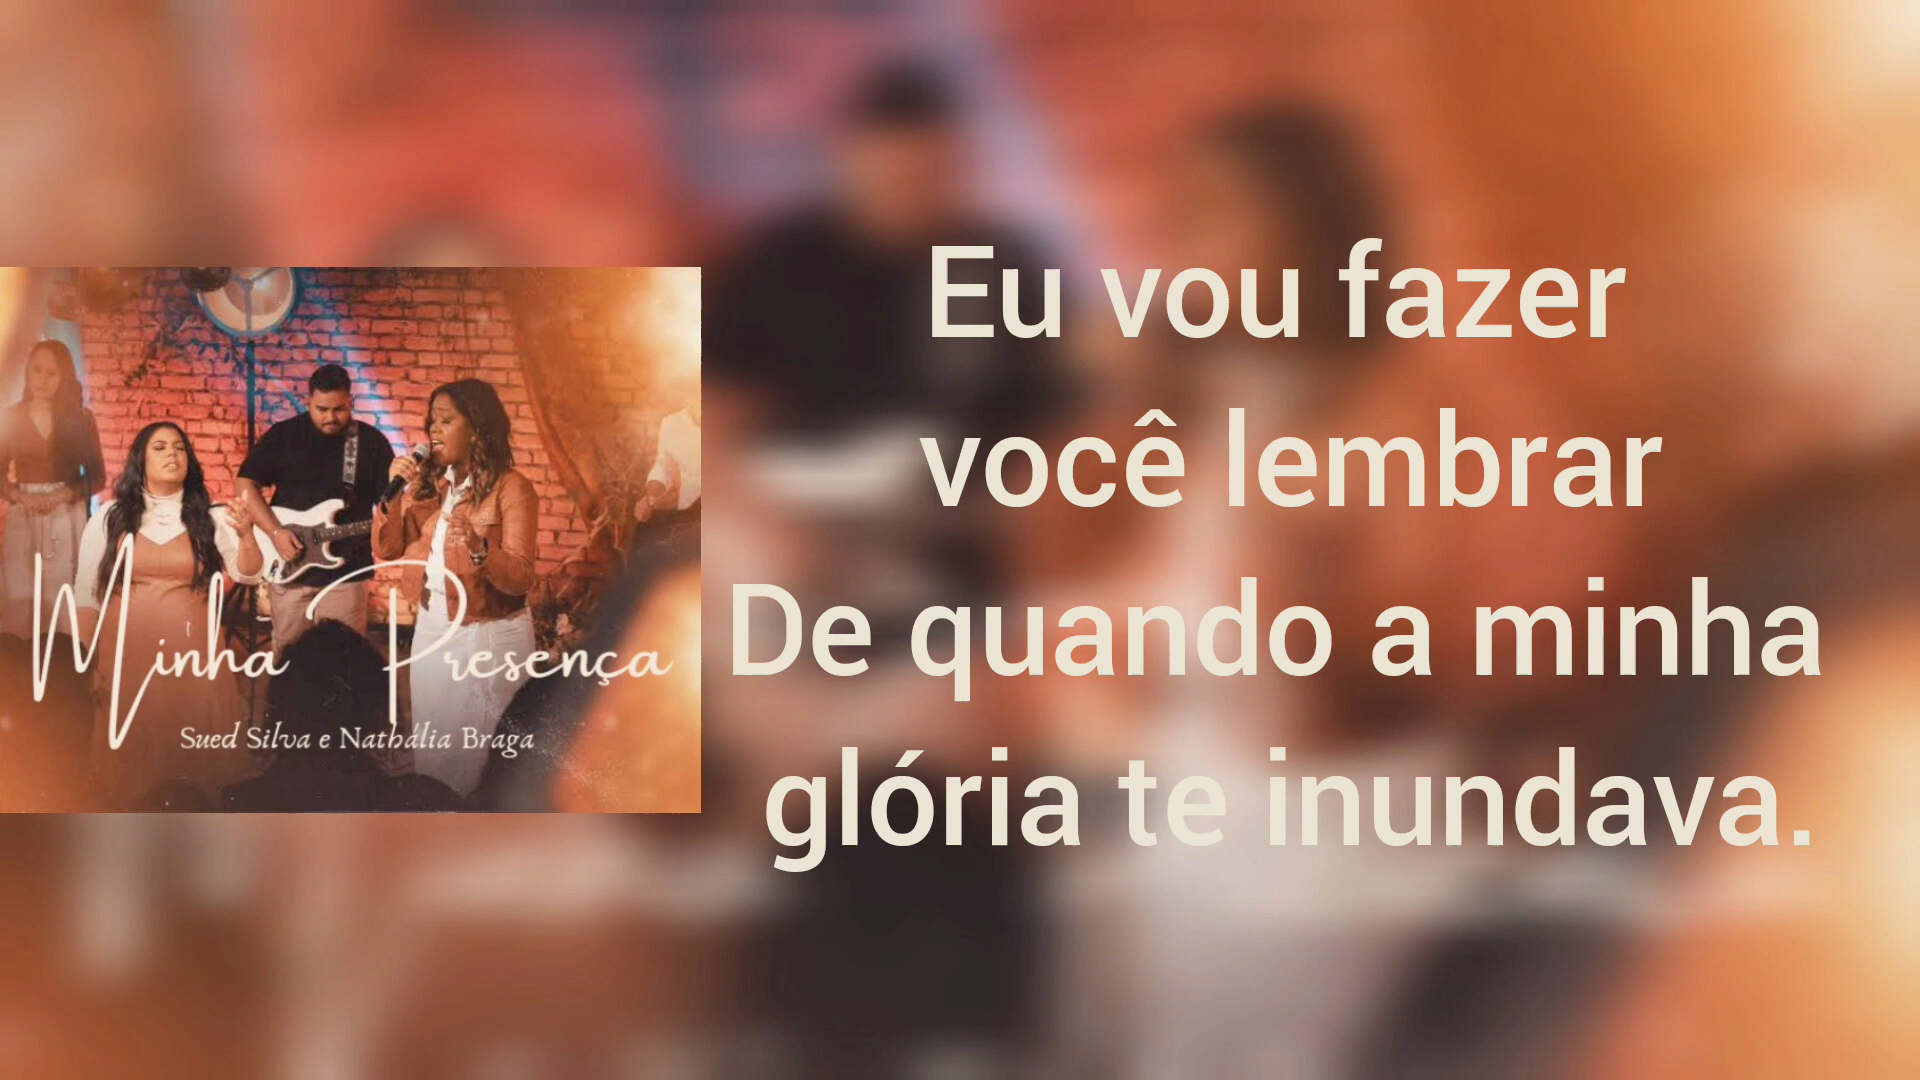 Minha Presença
Sued Silva e Nathália Braga
Eu vou fazer
você lembrar
De quando a minha
glória te inundava.